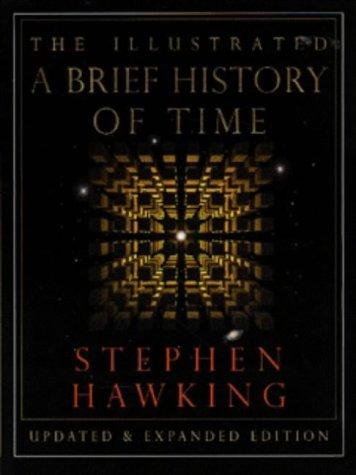 THE ILLUSTRATED
A BRIEF HISTORY
OF TIME
STEPHEN
HAWKING
UPDATED & EXPANDED EDITION